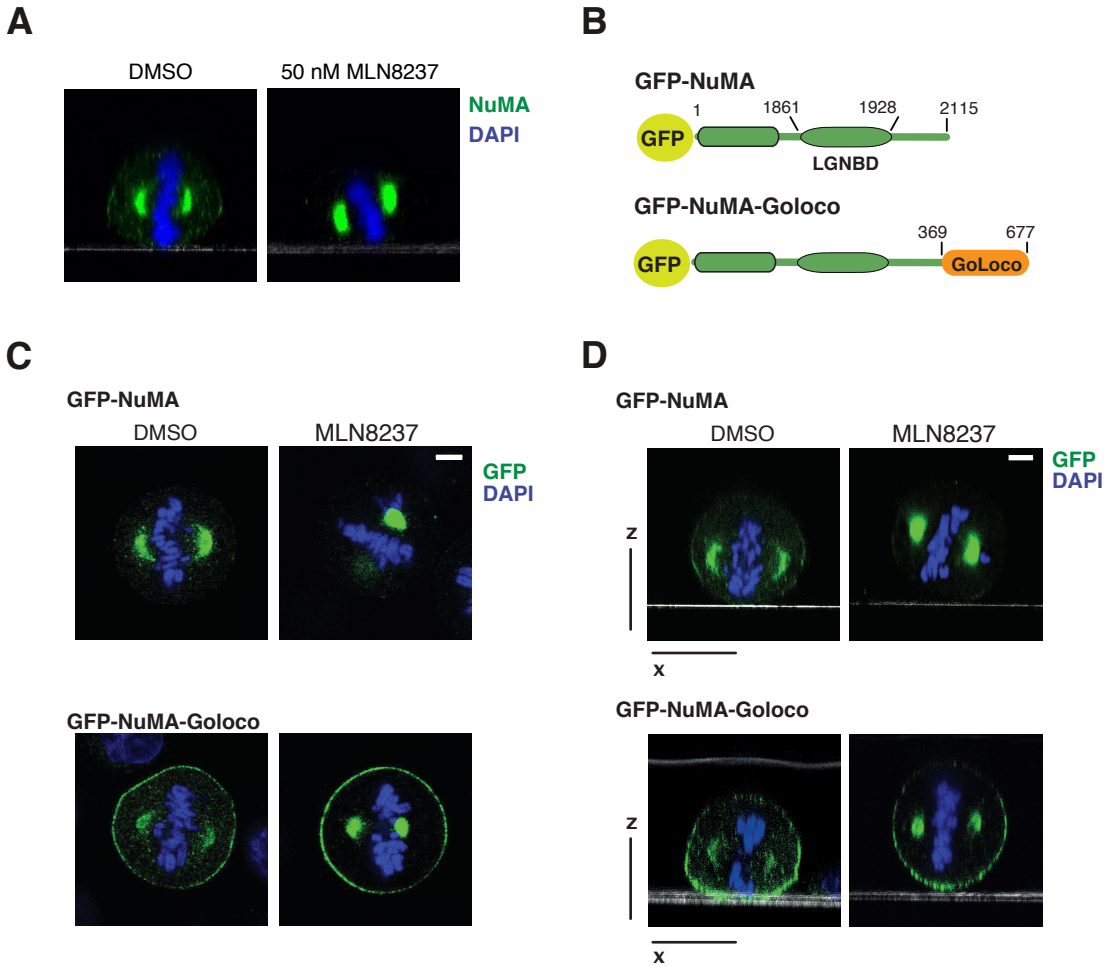 A
DMSO
50 nM MLN8237
NuMA
DAPI
B
GFP-NuMA
1
1861
1928
2115
GFP
LGNBD
GFP-NuMA-Goloco
369
677
GFP
GoLoco
C
GFP-NuMA
DMSO
MLN8237
GFP
DAPI
GFP-NuMA-Goloco
D
GFP-NuMA
DMSO
MLN8237
GFP
DAPI
z
x
GFP-NuMA-Goloco
z
x